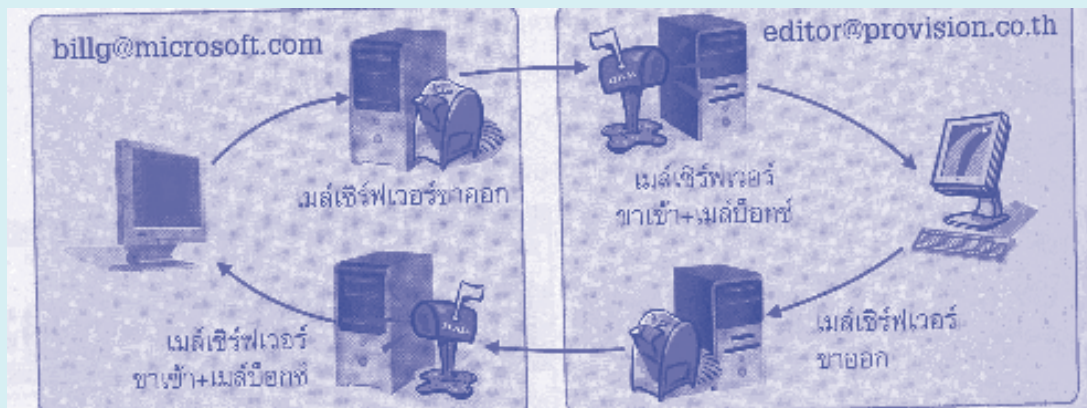 billg@microsoft.com
editor@provision.co.th
เมล์เซิร์ฟเวอร์ขาออก
เมล์เซิร์ฟเวอร์
ขาเข้า+เมล์บ็อกซ์
เมล์เซิร์ฟเวอร์
ขาเข้า+เมล์บ็อกซ์
เมล์เซิร์ฟเวอร์
ขาออก